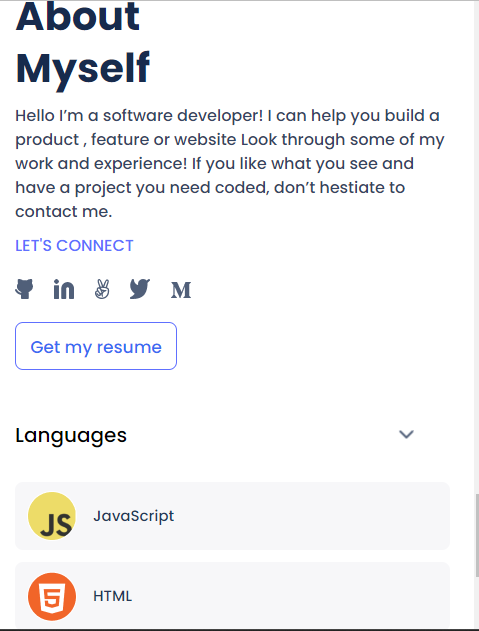 About
Myself
Hello I’m a software developer! I can help you build a
product , feature or website Look through some of my
work and experience! If you like what you see and
have a project you need coded, don’t hestiate to
contact me.
LET'S CONNECT
in
M
Get my resume
Languages
JS
JavaScript
5
HTML